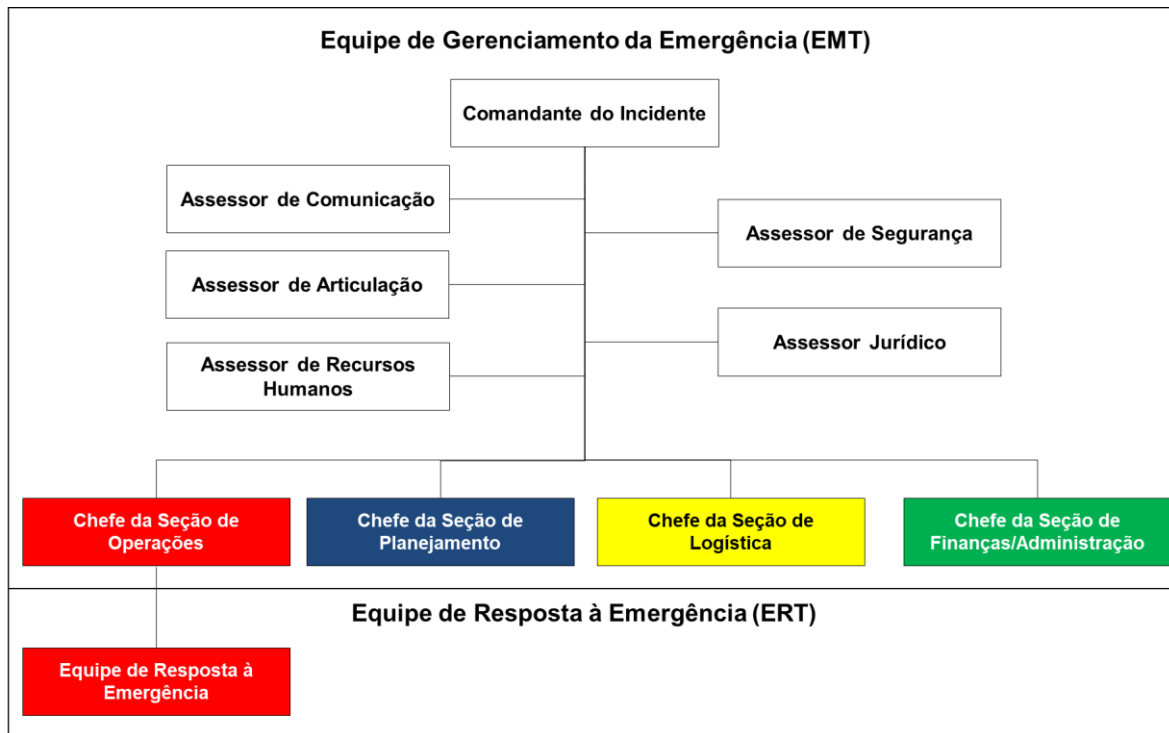 Equipe de Gerenciamento da Emergência (EMT)
Comandante do Incidente
Assessor de Comunicação
Assessor de Segurança
Assessor de Articulação
Assessor Jurídico
Assessor de Recursos
Humanos
Chefe da Seção de
Operações
Chefe da Seção de
Planejamento
Chefe da Seção de
Logística
Chefe da Seção de
Finanças/Administração
Equipe de Resposta à Emergência (ERT)
Equipe de Resposta à
Emergência